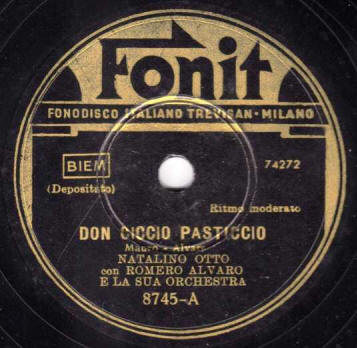 Fonit
FONODISCO ITALIANO TREVISAN - MILANO
BIEM
74272
(Depositato)
Ritmo moderato
DON CICCIO PASTICCIO
Mauro - Alvaro
NATALINO OTTO
con ROMERO ALVARO
E LA SUA ORCHESTRA
8745-A